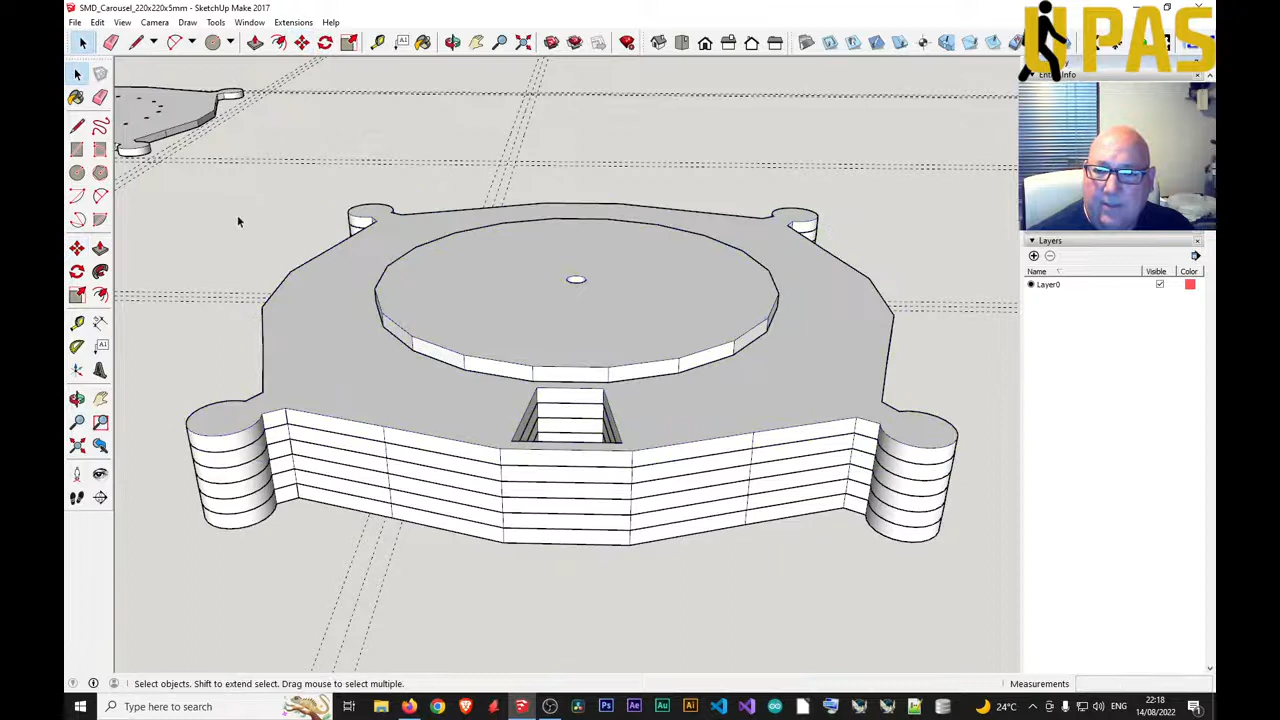 SMD_Carousel_220x220x5mm - SketchUp Make 2017
File Edit View Camera Draw Tools Window Extensions Help
UPAS
Layers
Name Visible Color
Layer0
Select objects. Shift to extend select. Drag mouse to select multiple.
Measurements
Type here to search
24°C
ENG
22:18
14/08/2022